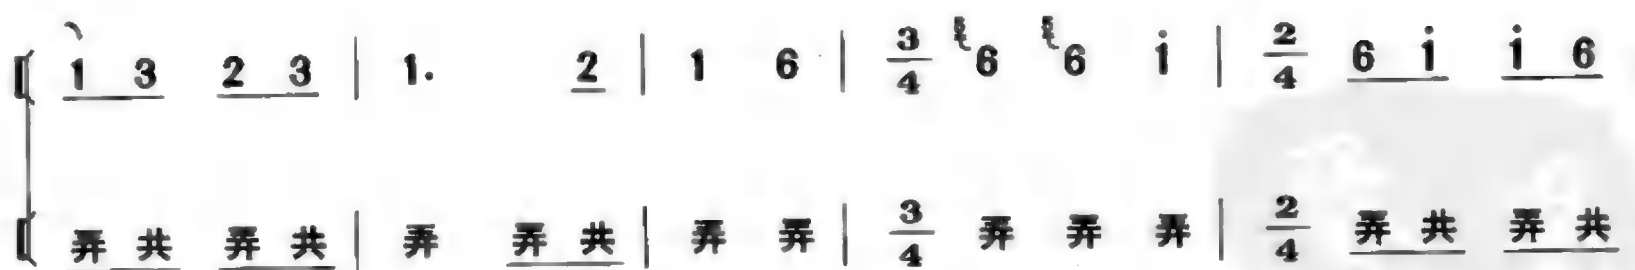 1 3 2 3 | 1. 2 | 1 6 | 3/4 6 6 i | 2/4 6 i i 6
弄 共 弄 共 | 弄 弄 共 | 弄 弄 | 3/4 弄 弄 弄 | 2/4 弄 共 弄 共